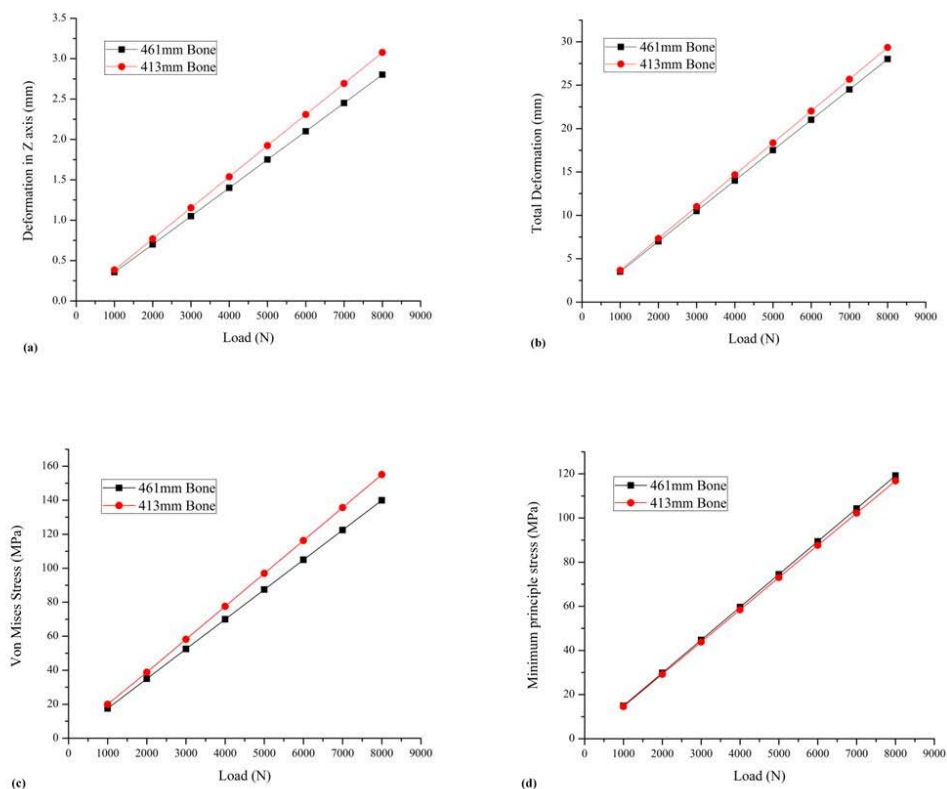 3.5
3.0
2.5
2.0
1.5
1.0
0.5
0.0
Deformation in Z axis (mm)
461mm Bone
413mm Bone
0 1000 2000 3000 4000 5000 6000 7000 8000 9000
Load (N)
(a)
30
25
20
15
10
5
0
Total Deformation (mm)
461mm Bone
413mm Bone
0 1000 2000 3000 4000 5000 6000 7000 8000 9000
Load (N)
(b)
160
140
120
100
80
60
40
20
0
Von Mises Stress (MPa)
461mm Bone
413mm Bone
0 1000 2000 3000 4000 5000 6000 7000 8000 9000
Load (N)
(c)
120
100
80
60
40
20
0
Minimum principle stress (MPa)
461mm Bone
413mm Bone
0 1000 2000 3000 4000 5000 6000 7000 8000 9000
Load (N)
(d)